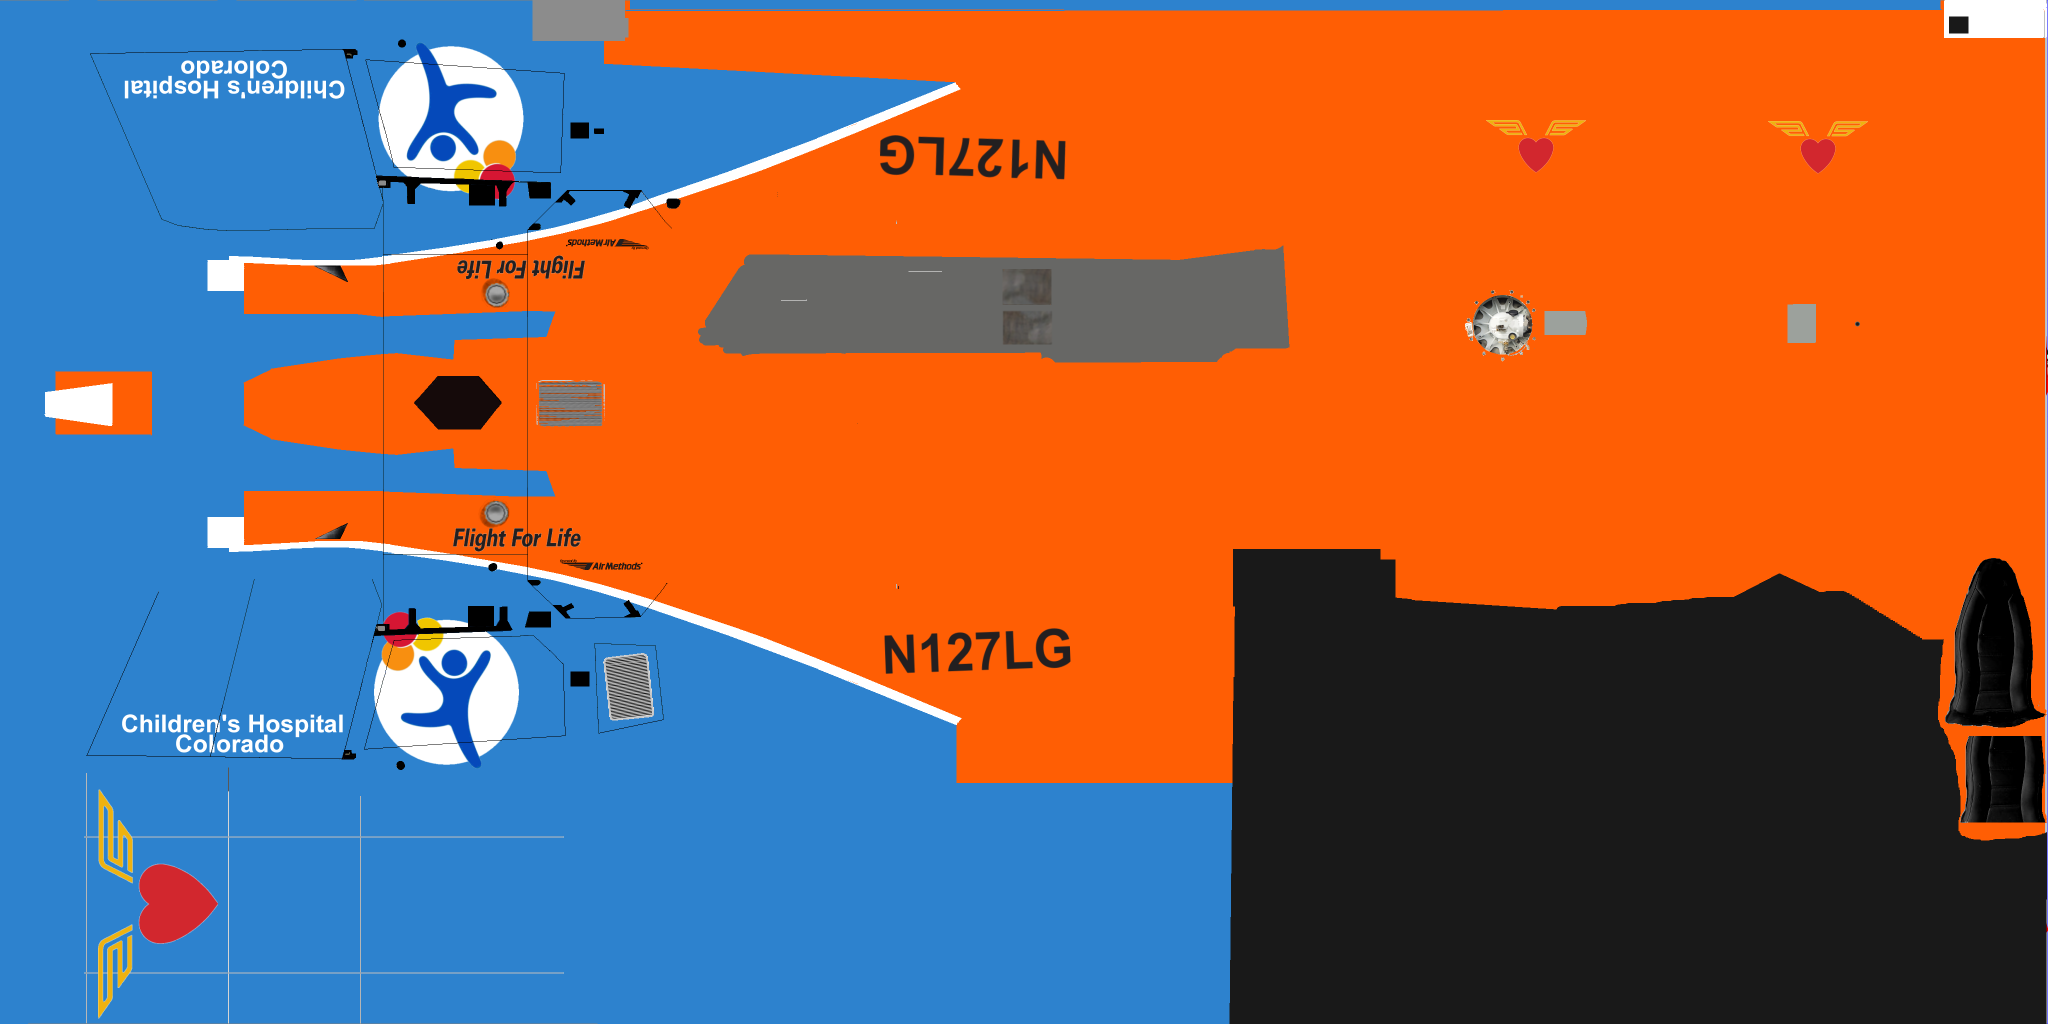 Children's Hospital
Colorado
N127LG
Flight For Life
AirMethods
Flight For Life
AirMethods
N127LG
Children's Hospital
Colorado